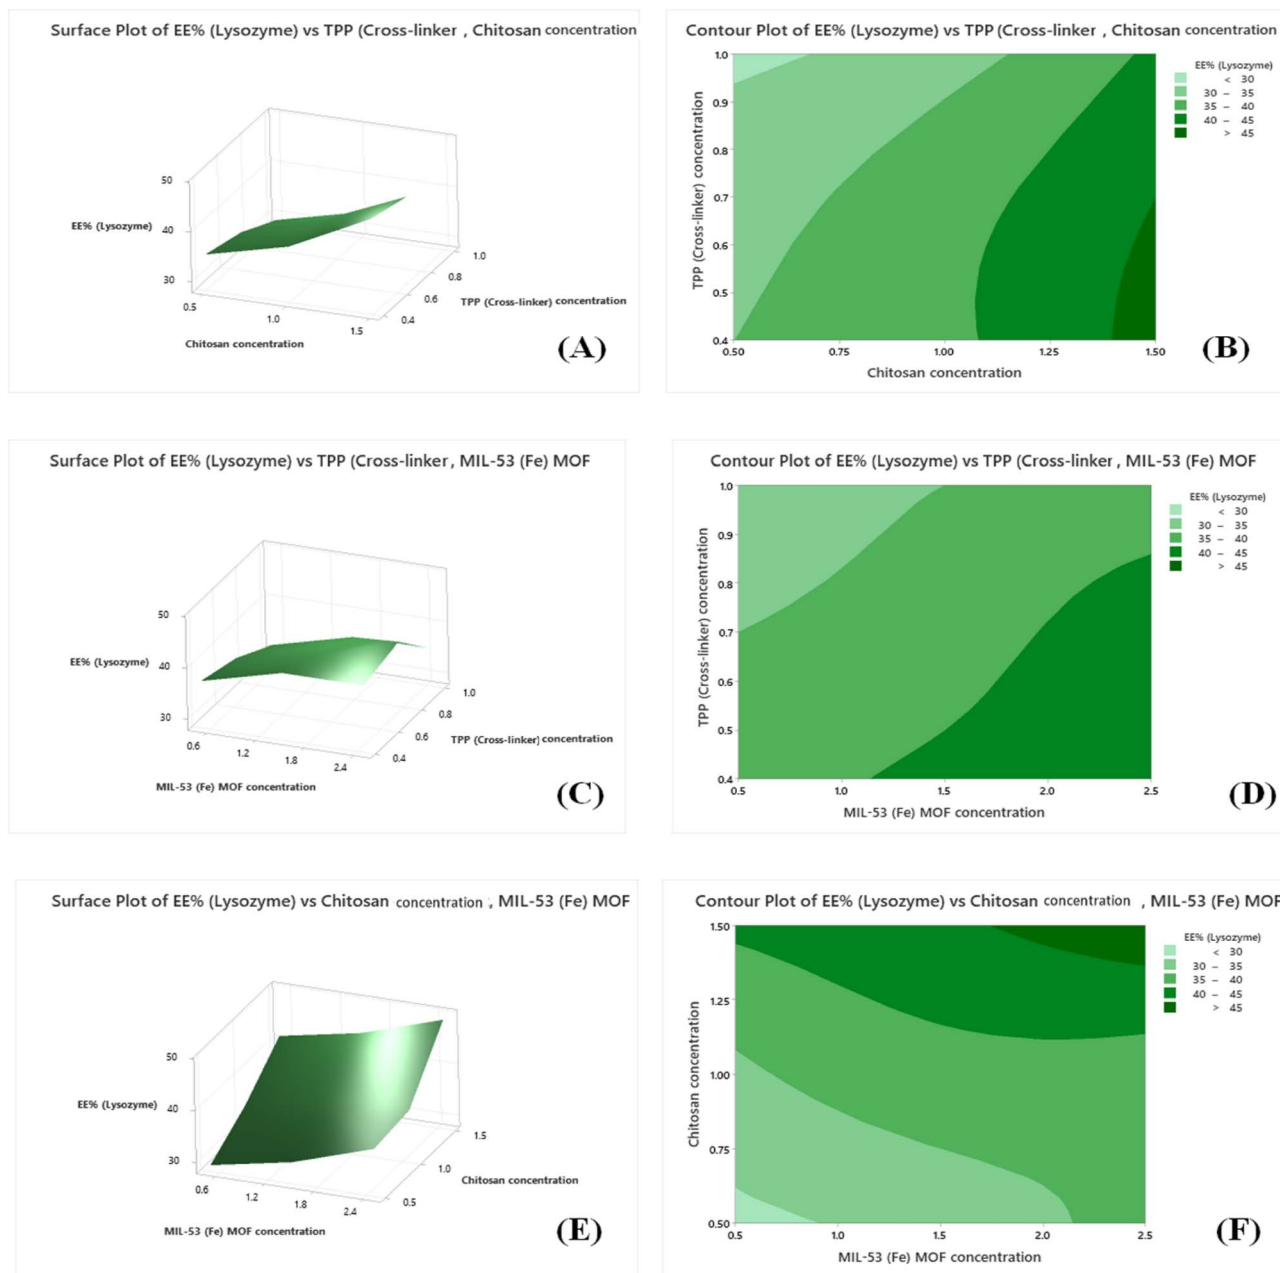 Surface Plot of EE% (Lysozyme) vs TPP (Cross-linker , Chitosan concentration
50
EE% (Lysozyme)
40
30
0.5
1.0
1.5
Chitosan concentration
0.4
0.6
0.8
1.0
TPP (Cross-linker) concentration
(A)
Contour Plot of EE% (Lysozyme) vs TPP (Cross-linker , Chitosan concentration
TPP (Cross-linker) concentration
1.0
0.9
0.8
0.7
0.6
0.5
0.4
0.50
0.75
1.00
1.25
1.50
Chitosan concentration
EE% (Lysozyme)
< 30
30 – 35
35 – 40
40 – 45
> 45
(B)
Surface Plot of EE% (Lysozyme) vs TPP (Cross-linker , MIL-53 (Fe) MOF
50
EE% (Lysozyme)
40
30
0.6
1.2
1.8
2.4
MIL-53 (Fe) MOF concentration
0.4
0.6
0.8
1.0
TPP (Cross-linker) concentration
(C)
Contour Plot of EE% (Lysozyme) vs TPP (Cross-linker , MIL-53 (Fe) MOF
TPP (Cross-linker) concentration
1.0
0.9
0.8
0.7
0.6
0.5
0.4
0.5
1.0
1.5
2.0
2.5
MIL-53 (Fe) MOF concentration
EE% (Lysozyme)
< 30
30 – 35
35 – 40
40 – 45
> 45
(D)
Surface Plot of EE% (Lysozyme) vs Chitosan concentration , MIL-53 (Fe) MOF
50
EE% (Lysozyme)
40
30
0.6
1.2
1.8
2.4
MIL-53 (Fe) MOF concentration
0.5
1.0
1.5
Chitosan concentration
(E)
Contour Plot of EE% (Lysozyme) vs Chitosan concentration , MIL-53 (Fe) MOF
Chitosan concentration
1.50
1.25
1.00
0.75
0.50
0.5
1.0
1.5
2.0
2.5
MIL-53 (Fe) MOF concentration
EE% (Lysozyme)
< 30
30 – 35
35 – 40
40 – 45
> 45
(F)